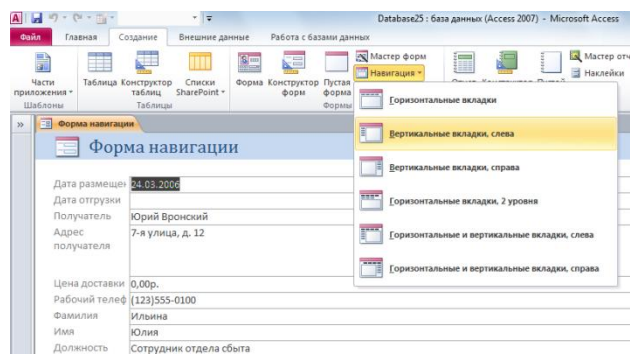 A
Database25 : база данных (Access 2007) - Microsoft Access
Файл Главная Создание Внешние данные Работа с базами данных
Части приложения
Таблица
Конструктор таблиц
Списки SharePoint
Форма
Конструктор форм
Пустая форма
Мастер форм
Навигация
Мастер отч
Наклейки
Шаблоны Таблицы Формы
Горизонтальные вкладки
Вертикальные вкладки, слева
Вертикальные вкладки, справа
Горизонтальные вкладки, 2 уровня
Горизонтальные и вертикальные вкладки, слева
Горизонтальные и вертикальные вкладки, справа
» Форма навигации
Форма навигации
Дата размещен 24.03.2006
Дата отгрузки
Получатель Юрий Вронский
Адрес получателя 7-я улица, д. 12
Цена доставки 0,00р.
Рабочий телеф (123)555-0100
Фамилия Ильина
Имя Юлия
Должность Сотрудник отдела сбыта